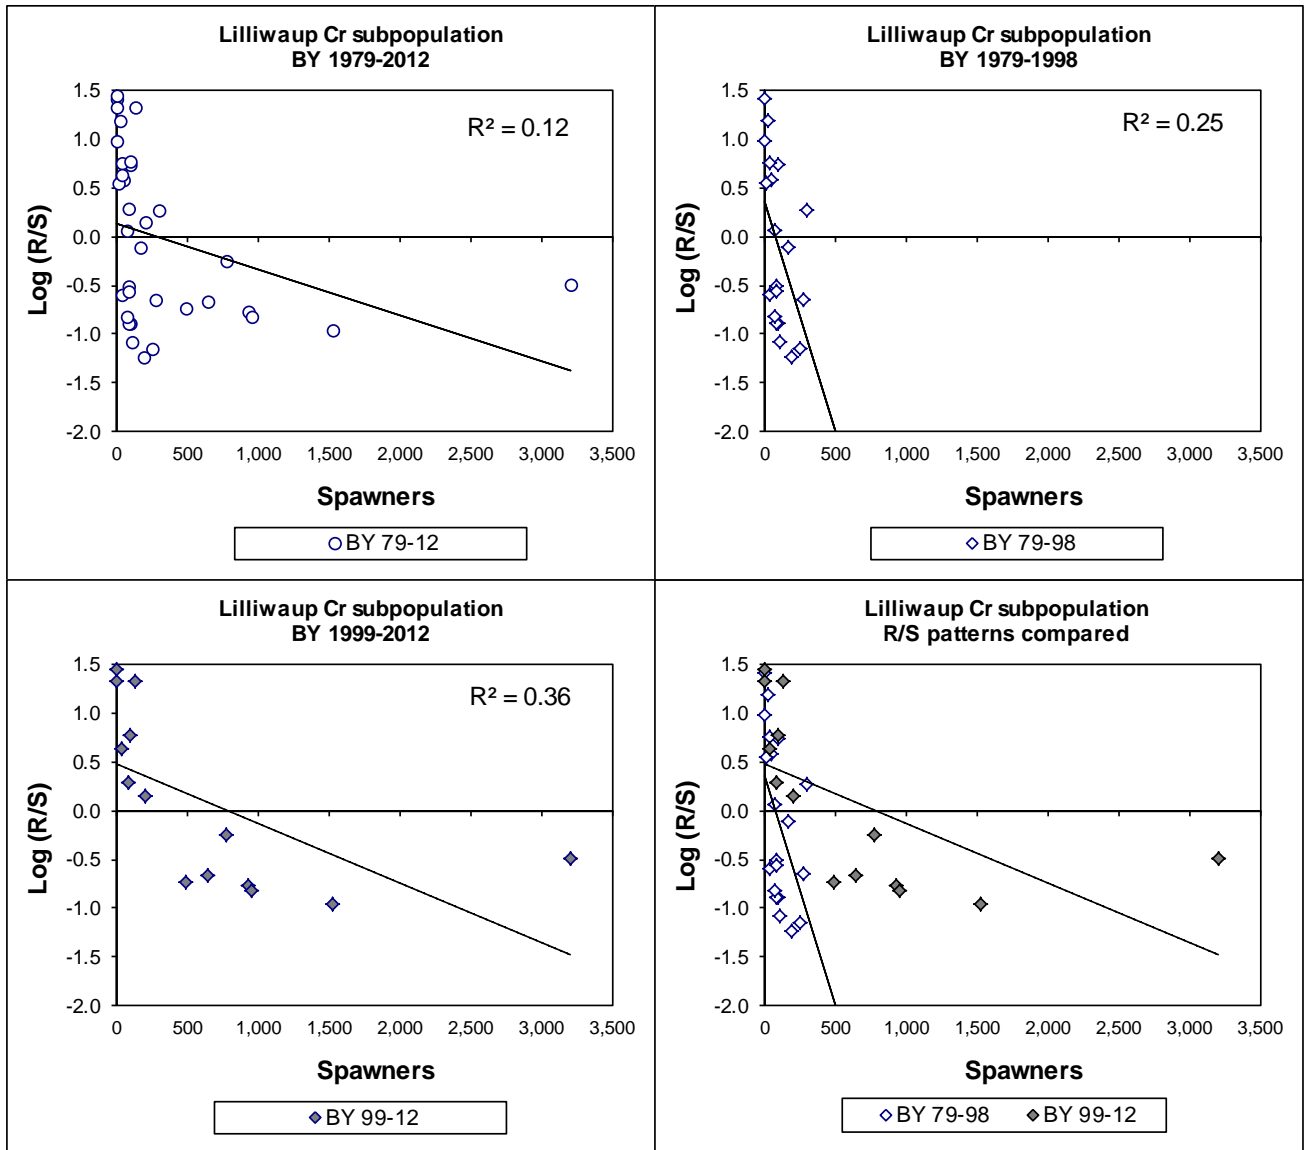 Lilliwaup Cr subpopulation
BY 1979-2012
1.5
1.0
0.5
0.0
-0.5
-1.0
-1.5
-2.0
Log (R/S)
R² = 0.12
0 500 1,000 1,500 2,000 2,500 3,000 3,500
Spawners
BY 79-12
Lilliwaup Cr subpopulation
BY 1979-1998
1.5
1.0
0.5
0.0
-0.5
-1.0
-1.5
-2.0
Log (R/S)
R² = 0.25
0 500 1,000 1,500 2,000 2,500 3,000 3,500
Spawners
BY 79-98
Lilliwaup Cr subpopulation
BY 1999-2012
1.5
1.0
0.5
0.0
-0.5
-1.0
-1.5
-2.0
Log (R/S)
R² = 0.36
0 500 1,000 1,500 2,000 2,500 3,000 3,500
Spawners
BY 99-12
Lilliwaup Cr subpopulation
R/S patterns compared
1.5
1.0
0.5
0.0
-0.5
-1.0
-1.5
-2.0
Log (R/S)
0 500 1,000 1,500 2,000 2,500 3,000 3,500
Spawners
BY 79-98 BY 99-12